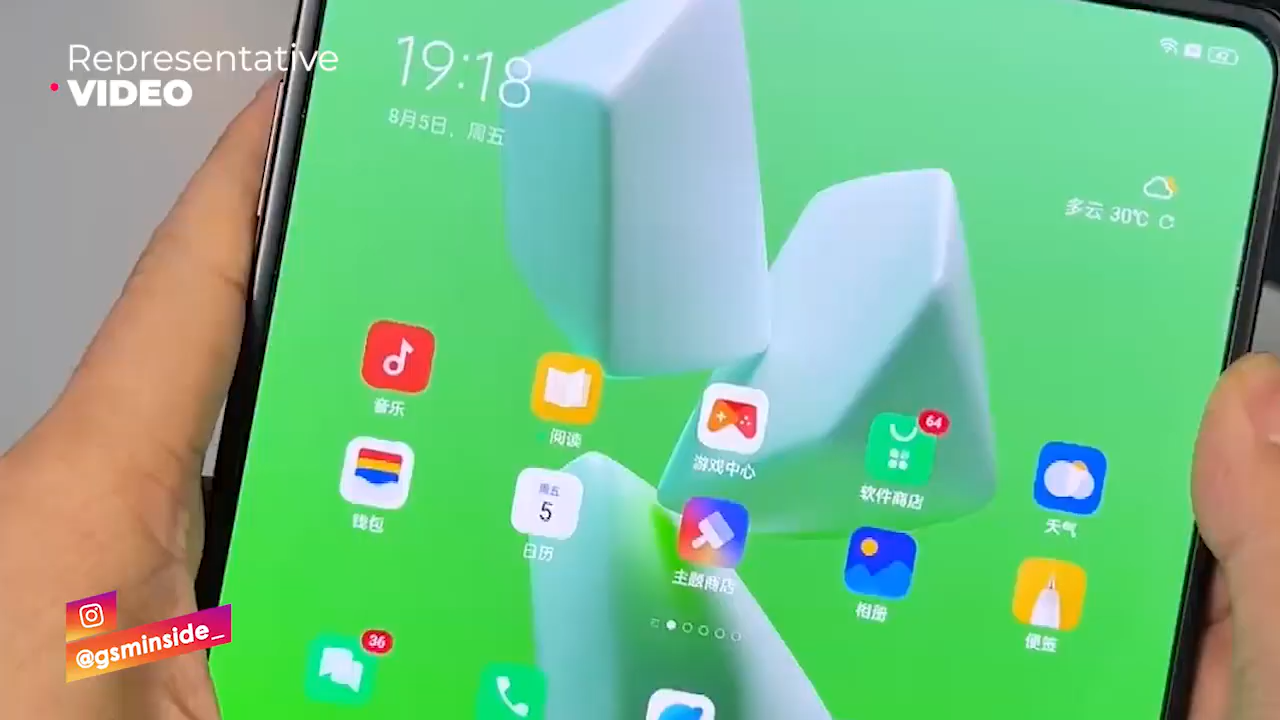 Representative
VIDEO
19:18
8月5日，周五
多云 30℃
音乐
阅读
游戏中心
64
软件商店
天气
钱包
周五
5
日历
主题商店
相册
便签
36
@gsminside_